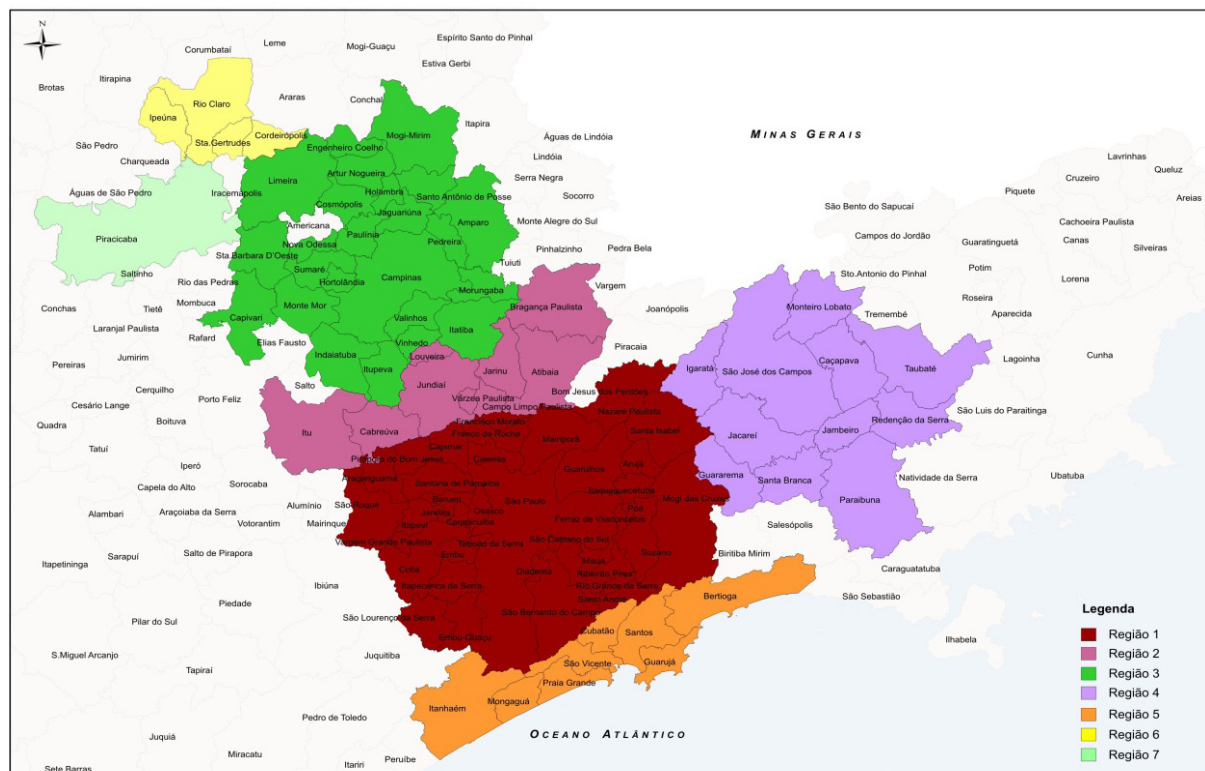 N
Espírito Santo do Pinhal
Leme
Mogi-Guaçu
Corumbataí
Estiva Gerbi
Itirapina
Brotas
Araras
Conchal
Rio Claro
Ipeúna
Itapira
Cordeirópolis
Mogi-Mirim
MINAS GERAIS
Águas de Lindóia
São Pedro
Sta.Gertrudes
Engenheiro Coelho
Lindóia
Lavrinhas
Charqueada
Artur Nogueira
Serra Negra
Cruzeiro
Queluz
Limeira
Águas de São Pedro
Iracemápolis
Holambra
Santo Antônio de Posse
Socorro
Piquete
Areias
Cosmópolis
Jaguariúna
São Bento do Sapucaí
Americana
Amparo
Monte Alegre do Sul
Cachoeira Paulista
Piracicaba
Paulínia
Campos do Jordão
Canas
Nova Odessa
Pedreira
Pinhalzinho
Pedra Bela
Guaratinguetá
Silveiras
Sta.Barbara D'Oeste
Tuiuti
Saltinho
Sumaré
Campinas
Sto.Antonio do Pinhal
Potim
Lorena
Rio das Pedras
Hortolândia
Morungaba
Vargem
Conchas
Tietê
Mombuca
Monte Mor
Bragança Paulista
Joanópolis
Monteiro Lobato
Roseira
Capivari
Valinhos
Tremembé
Aparecida
Laranjal Paulista
Rafard
Itatiba
Elias Fausto
Vinhedo
Piracaia
Pereiras
Jumirim
Indaiatuba
Louveira
Caçapava
Lagoinha
Cunha
Itupeva
Jarinu
Atibaia
Igaratá
São José dos Campos
Taubaté
Cerquilho
Salto
Jundiaí
Bom Jesus dos Perdões
Cesário Lange
Porto Feliz
Várzea Paulista
Campo Limpo Paulista
Nazaré Paulista
São Luis do Paraitinga
Boituva
Francisco Morato
Redenção da Serra
Quadra
Itu
Cabreúva
Franco da Rocha
Santa Isabel
Jambeiro
Tatuí
Cajamar
Mairiporã
Jacareí
Pirapora do Bom Jesus
Caieiras
Iperó
Guarulhos
Arujá
Guararema
Natividade da Serra
Ubatuba
Araçariguama
Santana de Parnaíba
Santa Branca
Capela do Alto
Sorocaba
Itaquaquecetuba
Alumínio
São Roque
Barueri
São Paulo
Mogi das Cruzes
Paraibuna
Alambari
Araçoiaba da Serra
Jandira
Osasco
Poá
Votorantim
Mairinque
Itapevi
Carapicuíba
Ferraz de Vasconcelos
Salesópolis
Vargem Grande Paulista
Taboão da Serra
São Caetano do Sul
Sarapuí
Salto de Pirapora
Embu
Suzano
Biritiba Mirim
Itapetininga
Cotia
Diadema
Mauá
Caraguatatuba
Ribeirão Pires
Ibiúna
Itapecerica da Serra
Rio Grande da Serra
Bertioga
São Sebastião
Piedade
Santo André
São Lourenço da Serra
São Bernardo do Campo
Pilar do Sul
Cubatão
Santos
Embu-Guaçu
Ilhabela
S.Miguel Arcanjo
Juquitiba
São Vicente
Guarujá
Tapiraí
Praia Grande
Itanhaém
Mongaguá
Pedro de Toledo
OCEANO ATLÂNTICO
Juquiá
Miracatu
Peruíbe
Itariri
Sete Barras
Legenda
Região 1
Região 2
Região 3
Região 4
Região 5
Região 6
Região 7